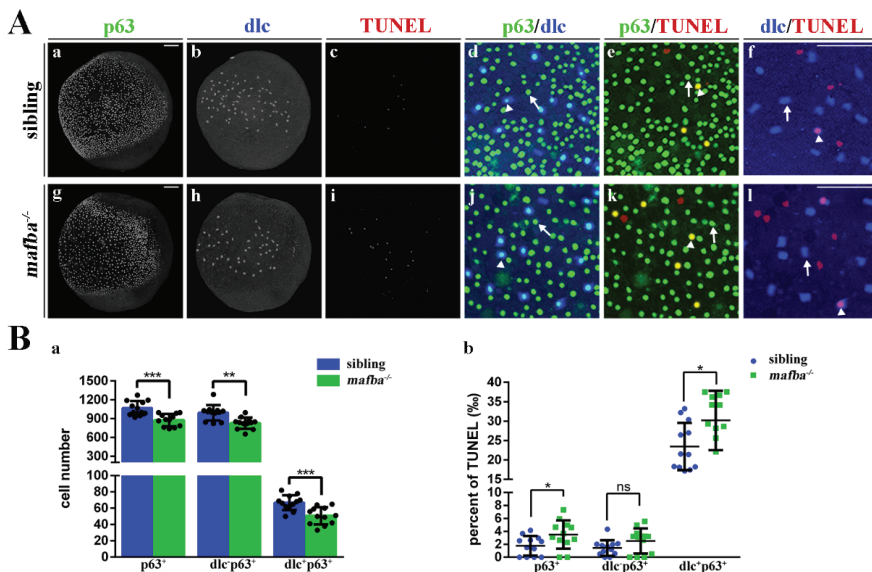 A
p63
dlc
TUNEL
p63/dlc
p63/TUNEL
dlc/TUNEL
sibling
a
b
c
d
e
f
mafba-/-
g
h
i
j
k
l
B
a
sibling
mafba-/-
cell number
1500
1200
900
600
300
100
80
60
40
20
0
***
**
***
p63+
dlc-p63+
dlc+p63+
b
sibling
mafba-/-
percent of TUNEL (‰)
40
35
30
25
20
15
8
6
4
2
0
*
ns
*
p63+
dlc-p63+
dlc+p63+